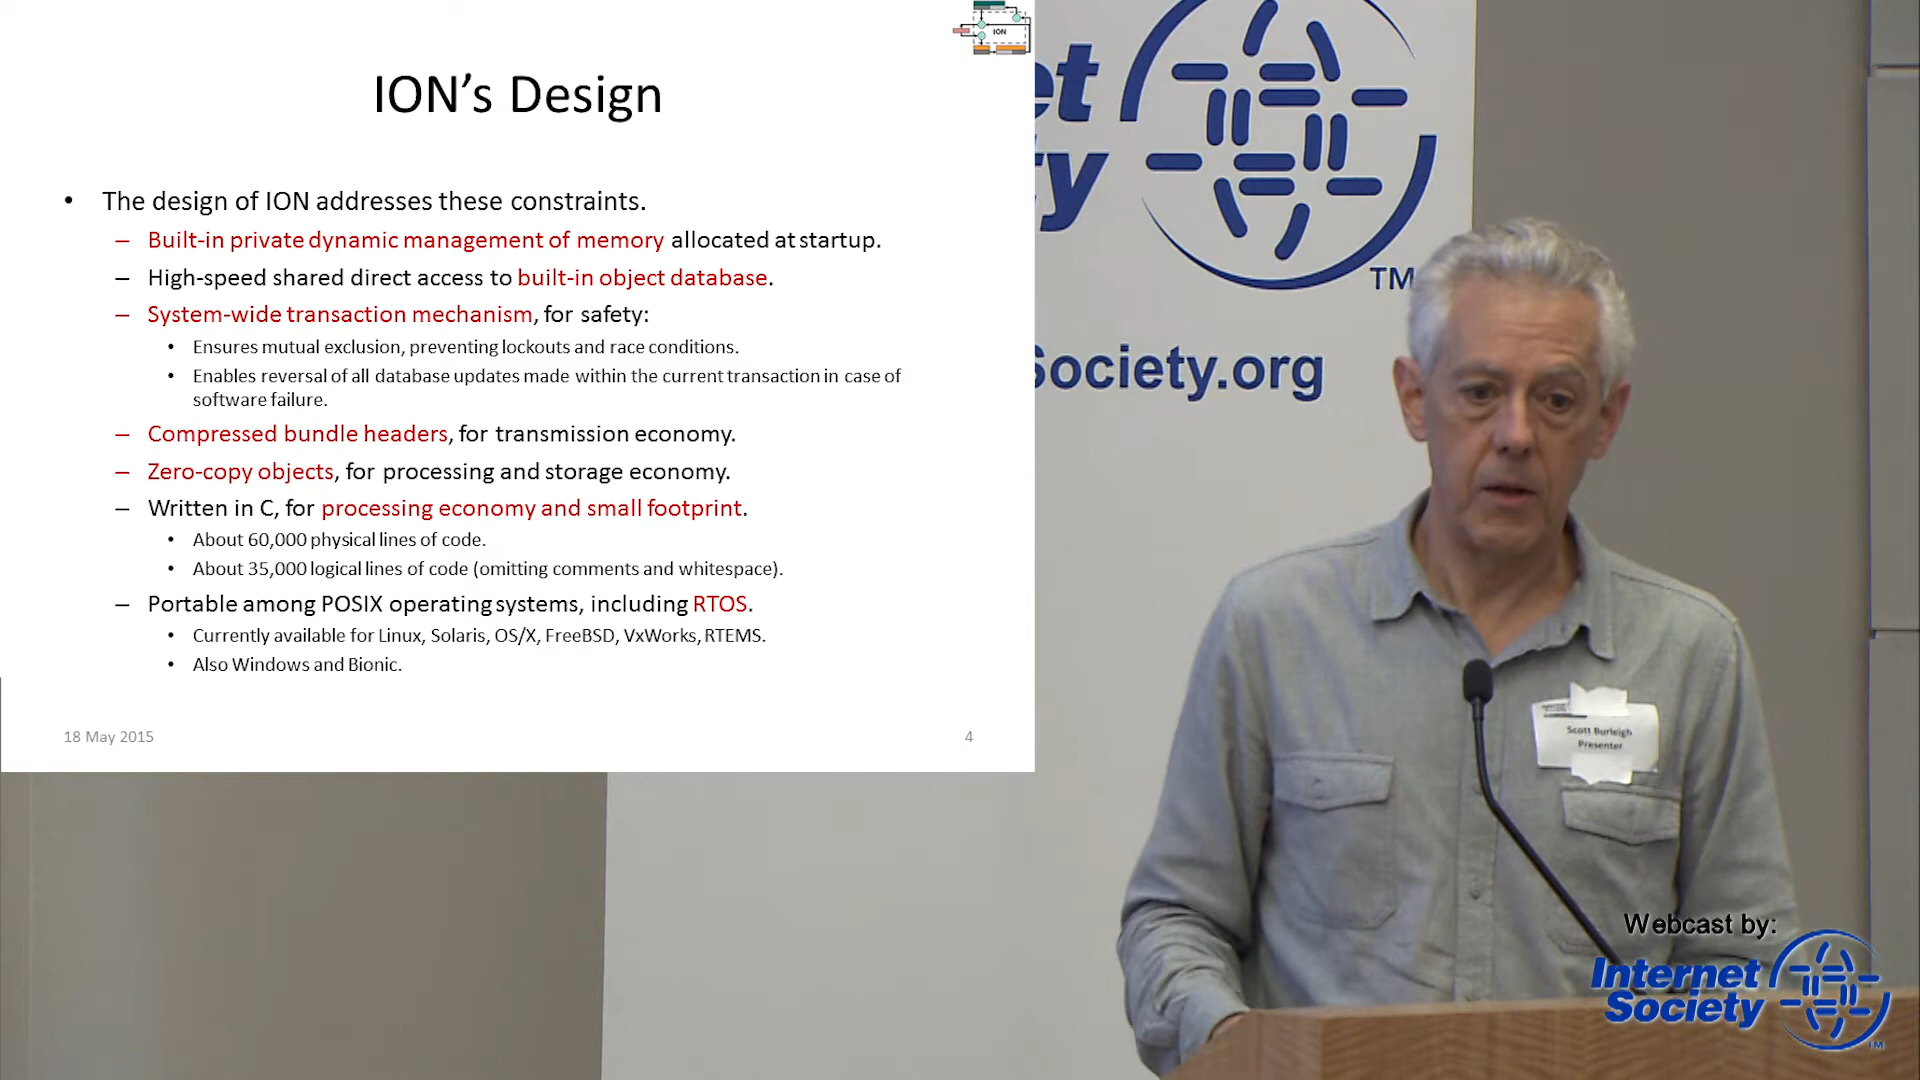 ION
ION's Design
• The design of ION addresses these constraints.
– Built-in private dynamic management of memory allocated at startup.
– High-speed shared direct access to built-in object database.
– System-wide transaction mechanism, for safety:
• Ensures mutual exclusion, preventing lockouts and race conditions.
• Enables reversal of all database updates made within the current transaction in case of
software failure.
– Compressed bundle headers, for transmission economy.
– Zero-copy objects, for processing and storage economy.
– Written in C, for processing economy and small footprint.
• About 60,000 physical lines of code.
• About 35,000 logical lines of code (omitting comments and whitespace).
– Portable among POSIX operating systems, including RTOS.
• Currently available for Linux, Solaris, OS/X, FreeBSD, VxWorks, RTEMS.
• Also Windows and Bionic.
18 May 2015
4
et
ty
TM
Society.org
Scott Burleigh
Presenter
Webcast by:
Internet
Society
TM